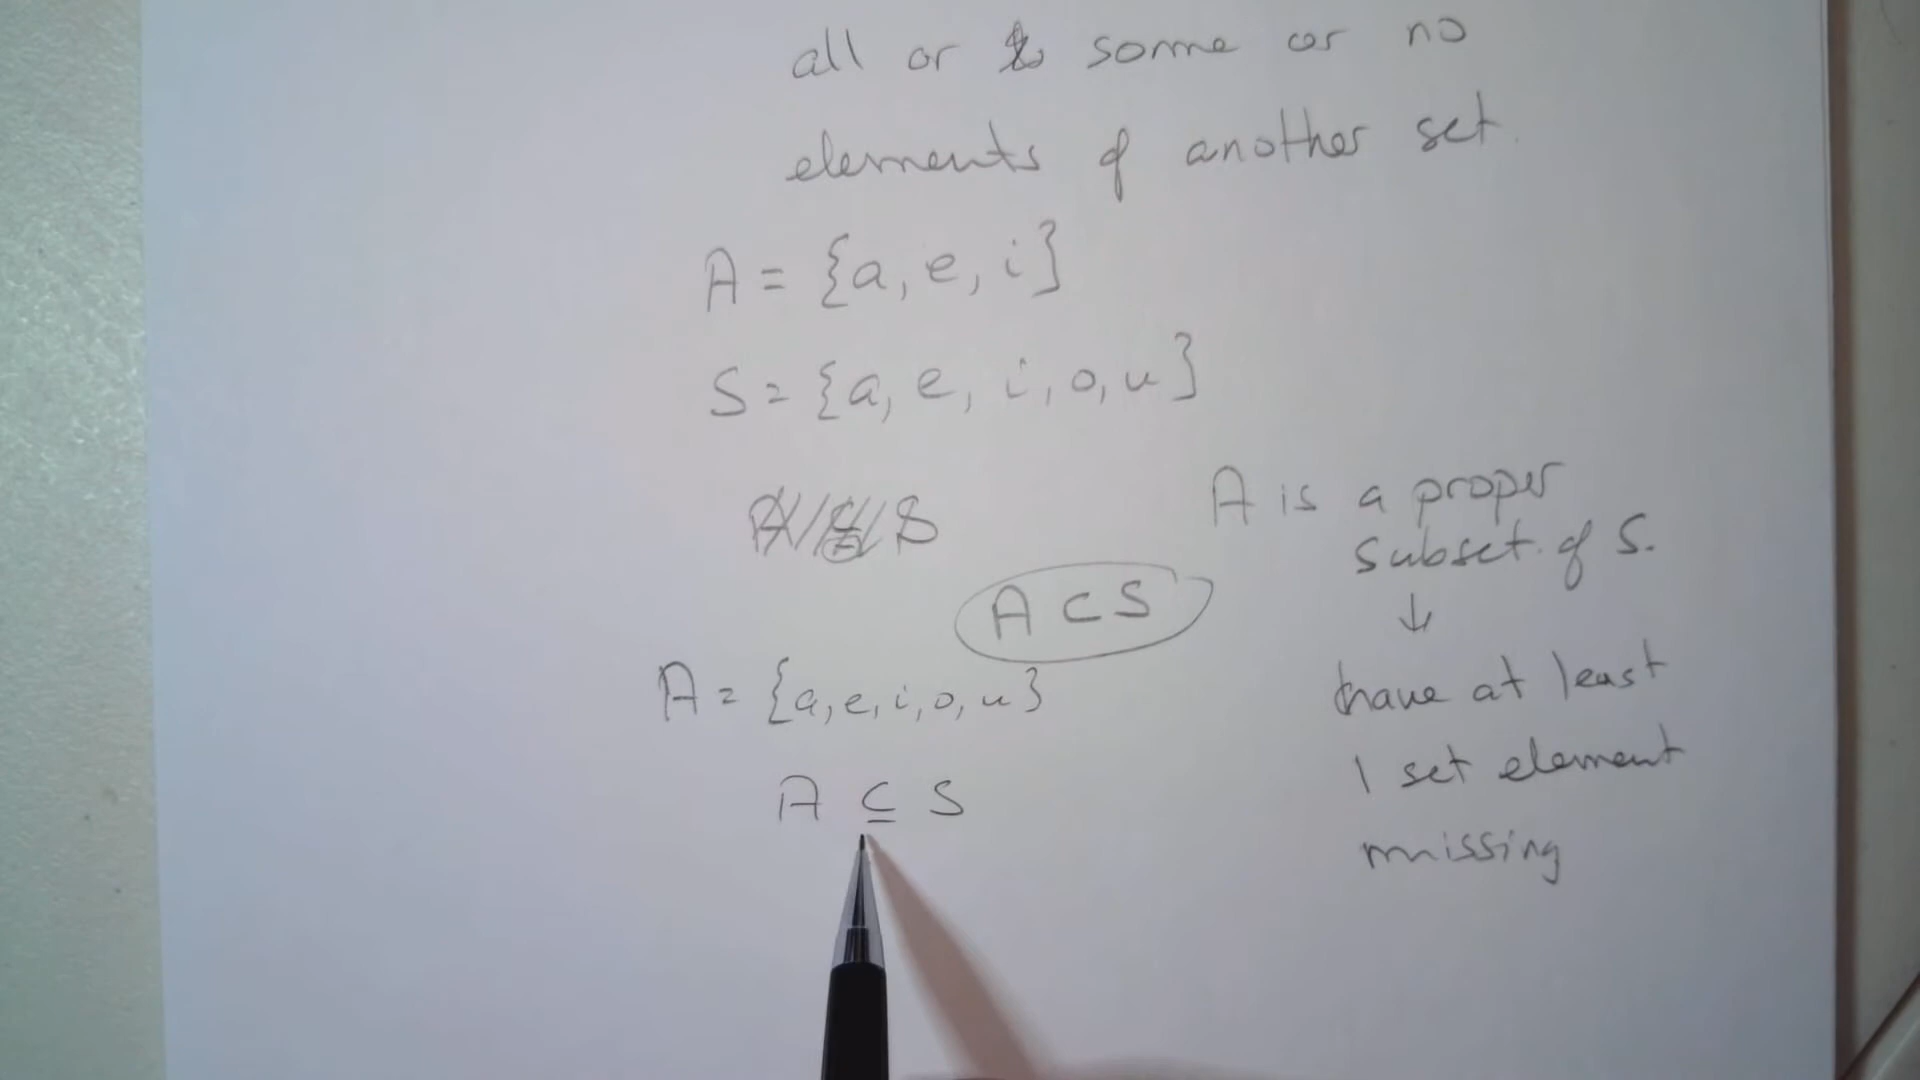 all or some or no
elements of another set.
A = {a, e, i}
S = {a, e, i, o, u}
A is a proper
subset of S.
↓
have at least
1 set element
missing
A ⊂ S
A = {a, e, i, o, u}
A ⊆ S